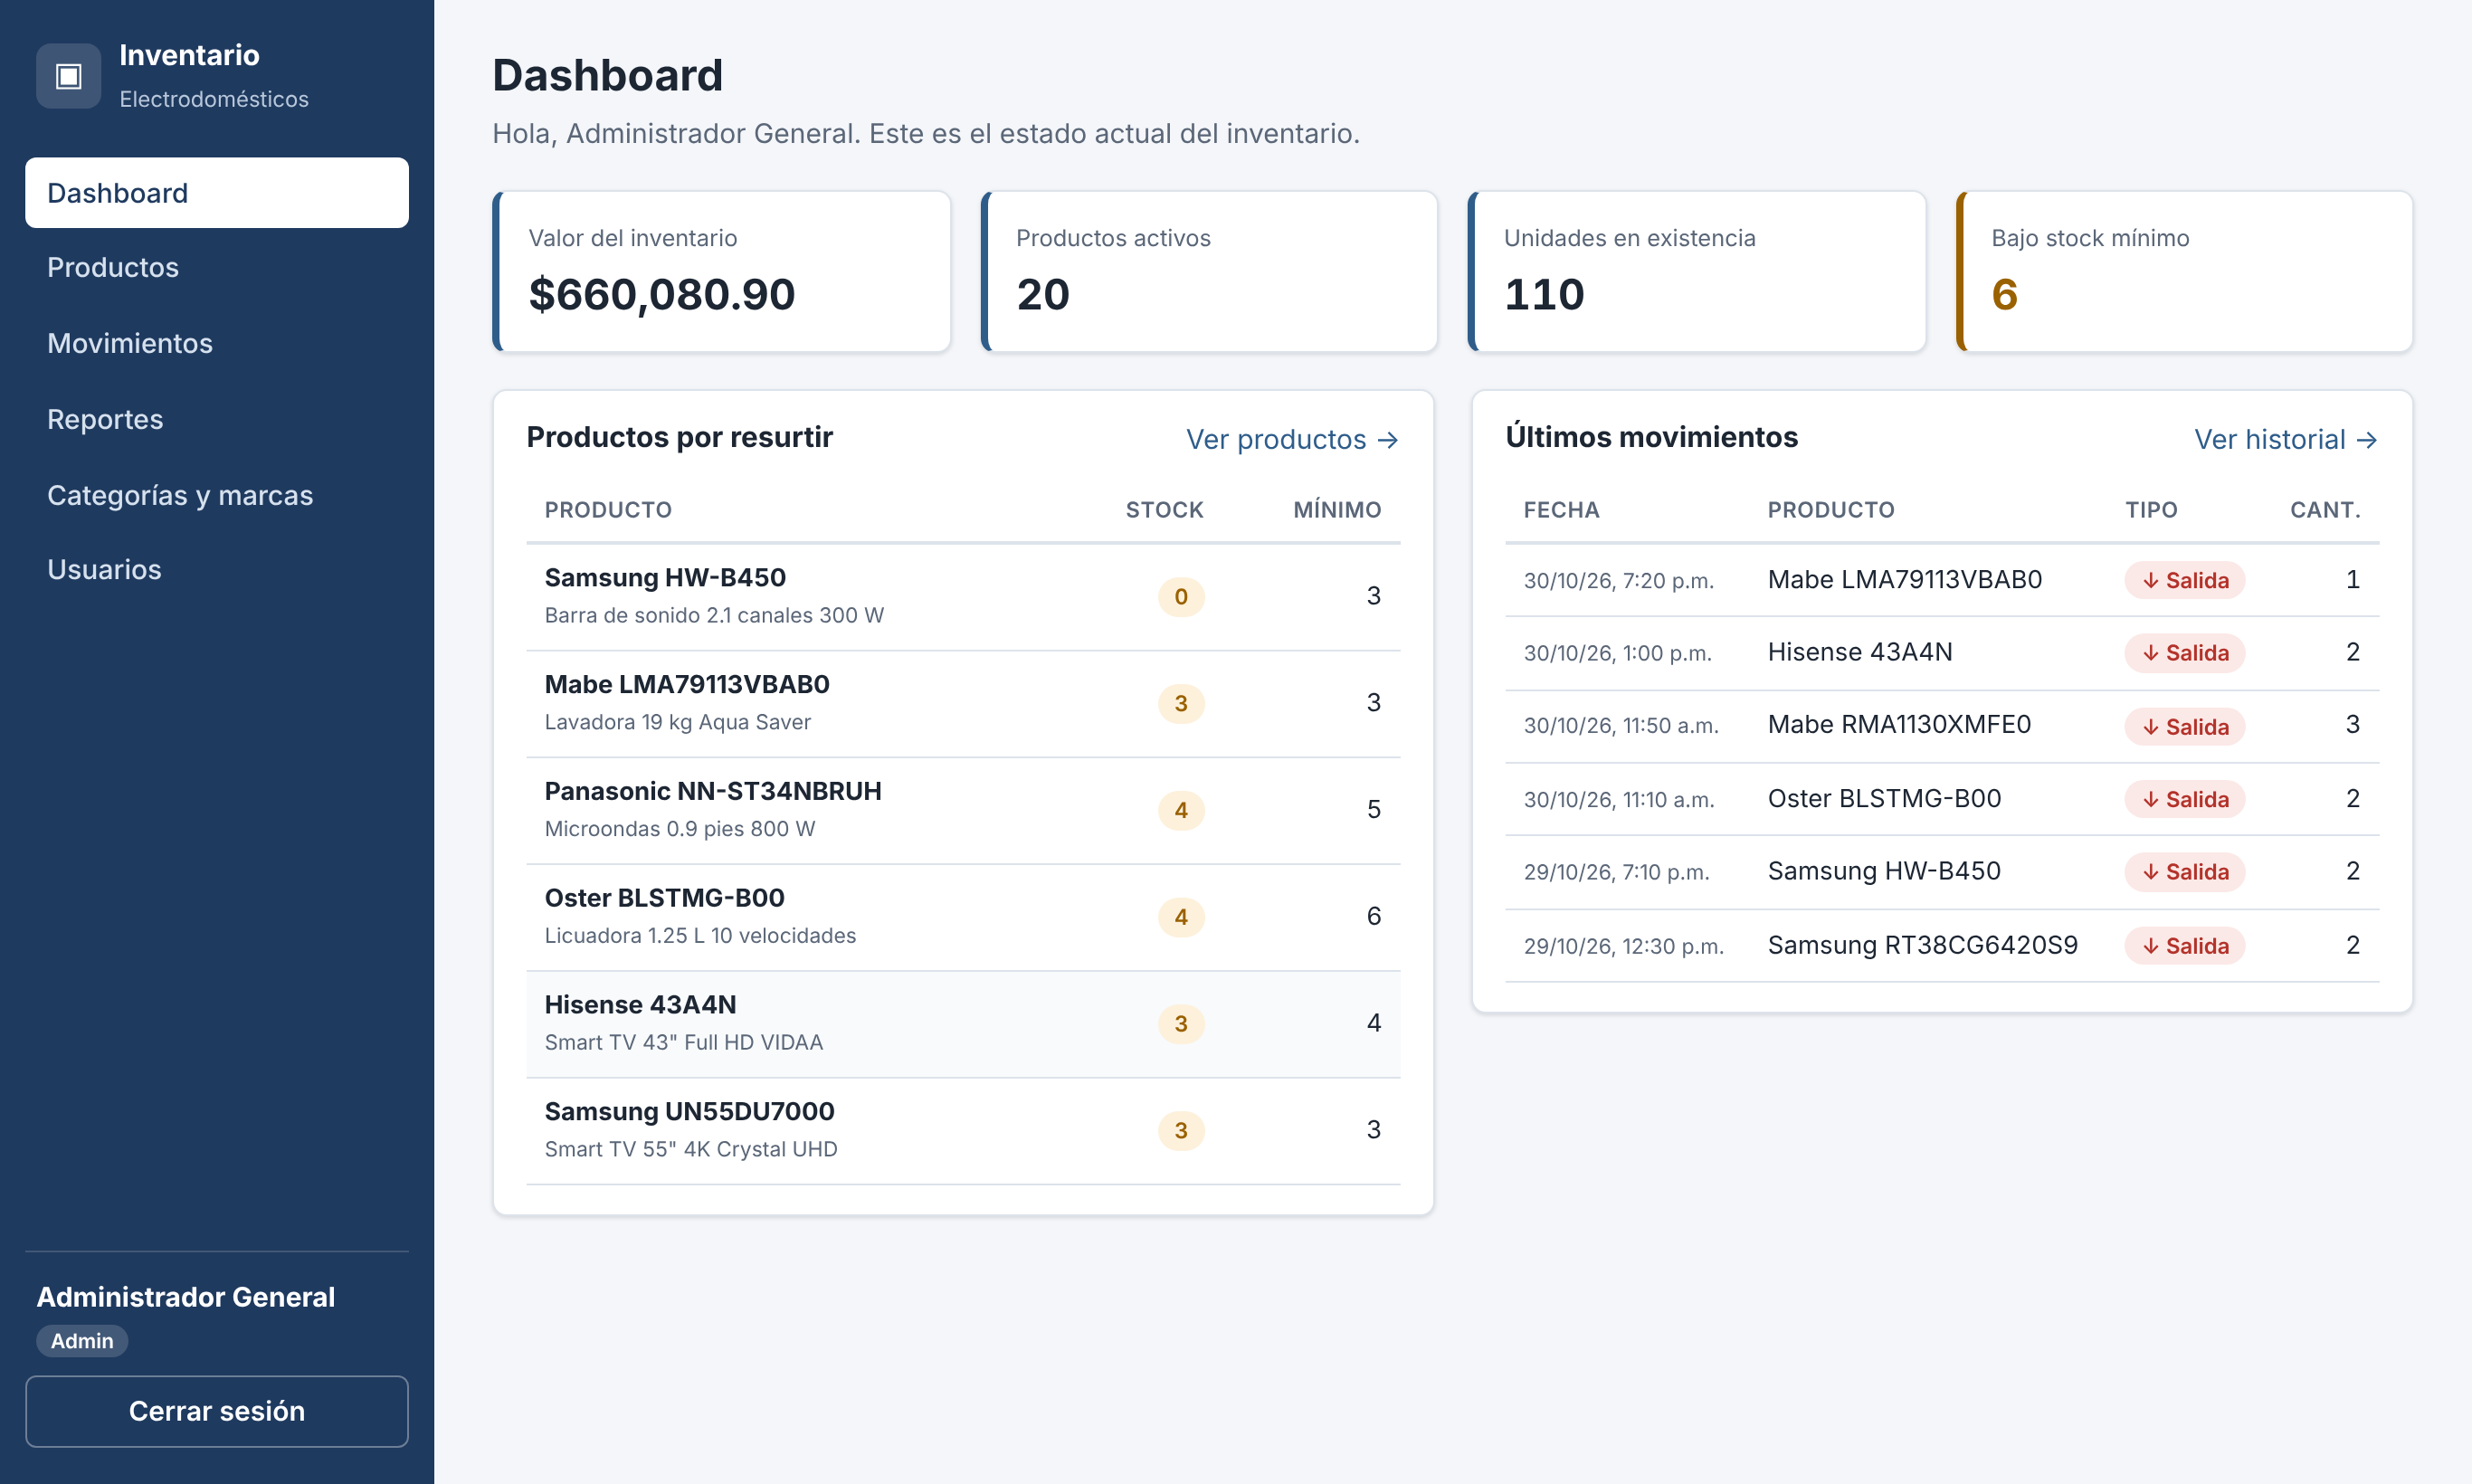 Inventario
Electrodomésticos
Dashboard
Productos
Movimientos
Reportes
Categorías y marcas
Usuarios
Administrador General
Admin
Cerrar sesión
Dashboard
Hola, Administrador General. Este es el estado actual del inventario.
Valor del inventario
$660,080.90
Productos activos
20
Unidades en existencia
110
Bajo stock mínimo
6
Productos por resurtir
Ver productos →
PRODUCTO STOCK MÍNIMO
Samsung HW-B450
Barra de sonido 2.1 canales 300 W
0 3
Mabe LMA79113VBAB0
Lavadora 19 kg Aqua Saver
3 3
Panasonic NN-ST34NBRUH
Microondas 0.9 pies 800 W
4 5
Oster BLSTMG-B00
Licuadora 1.25 L 10 velocidades
4 6
Hisense 43A4N
Smart TV 43" Full HD VIDAA
3 4
Samsung UN55DU7000
Smart TV 55" 4K Crystal UHD
3 3
Últimos movimientos
Ver historial →
FECHA PRODUCTO TIPO CANT.
30/10/26, 7:20 p.m. Mabe LMA79113VBAB0 ↓ Salida 1
30/10/26, 1:00 p.m. Hisense 43A4N ↓ Salida 2
30/10/26, 11:50 a.m. Mabe RMA1130XMFE0 ↓ Salida 3
30/10/26, 11:10 a.m. Oster BLSTMG-B00 ↓ Salida 2
29/10/26, 7:10 p.m. Samsung HW-B450 ↓ Salida 2
29/10/26, 12:30 p.m. Samsung RT38CG6420S9 ↓ Salida 2